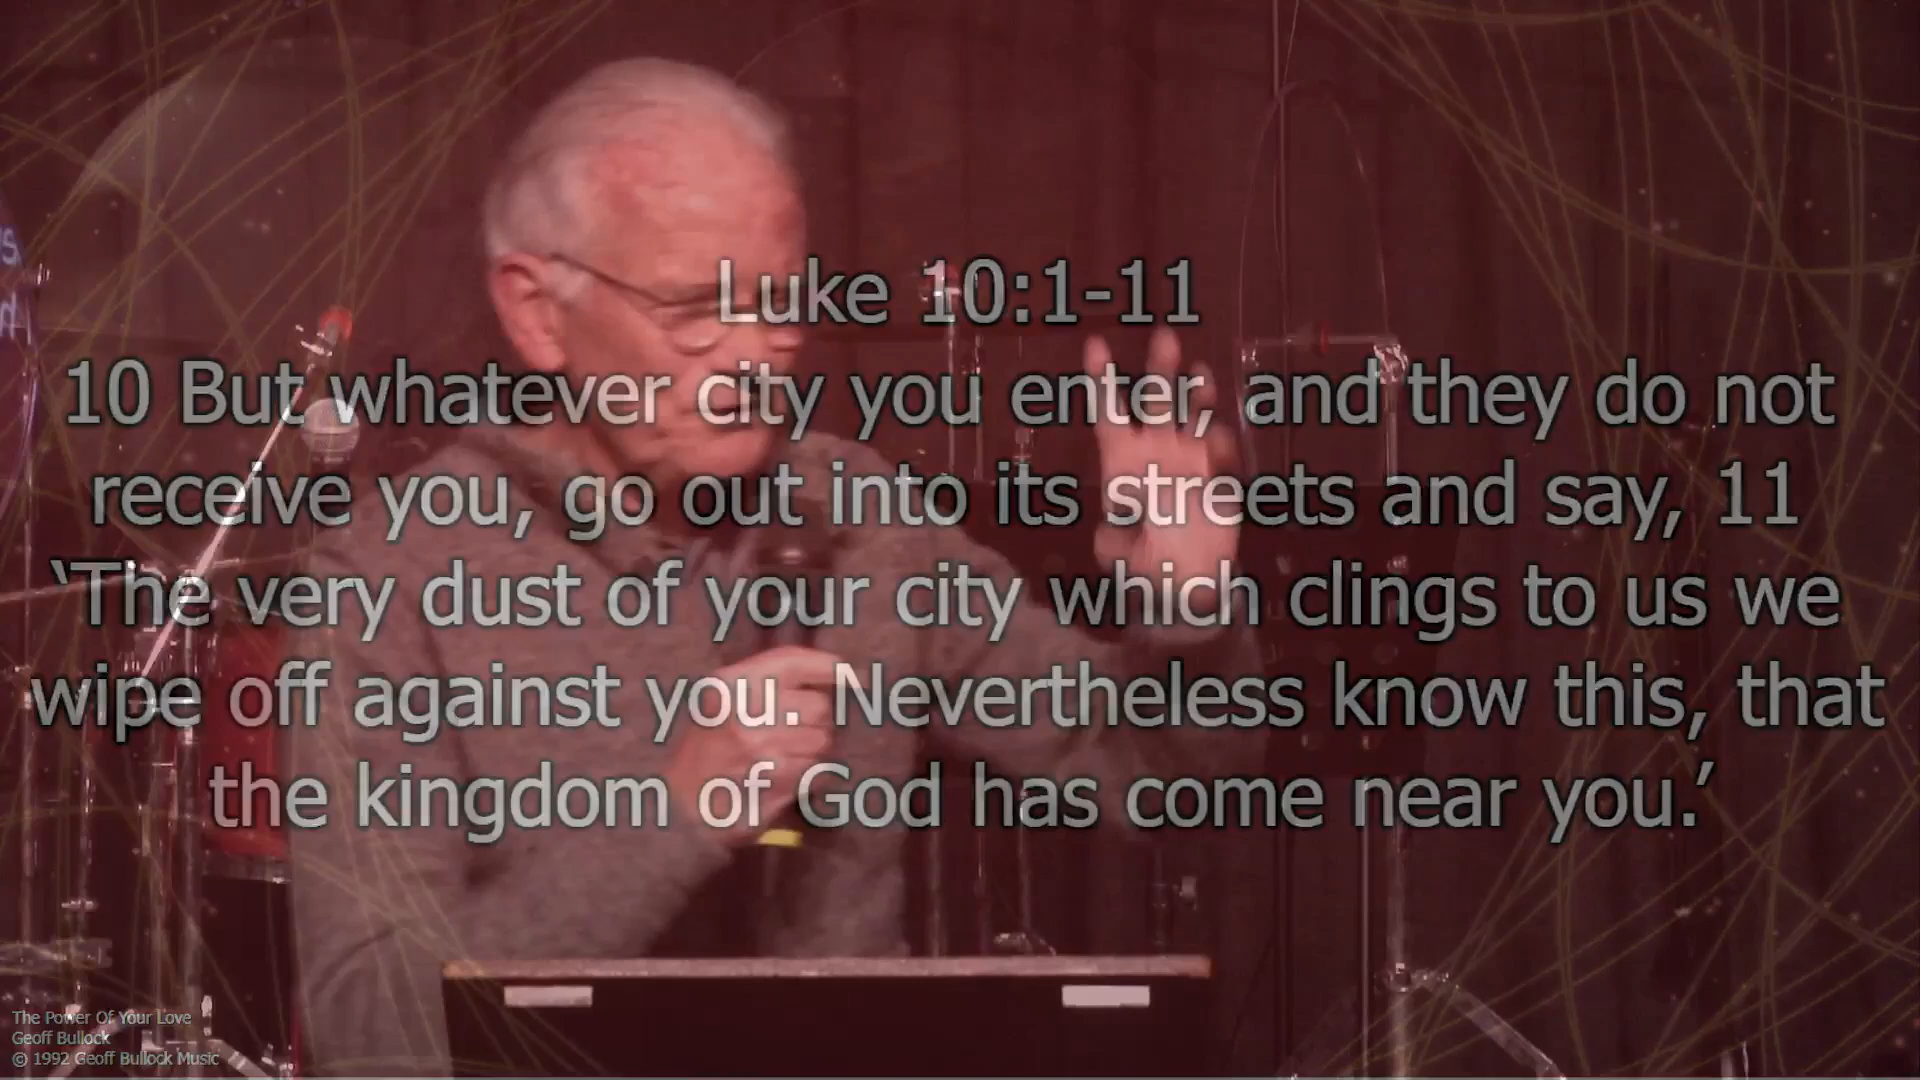 Luke 10:1-11
10 But whatever city you enter, and they do not
receive you, go out into its streets and say, 11
‘The very dust of your city which clings to us we
wipe off against you. Nevertheless know this, that
the kingdom of God has come near you.’
The Power Of Your Love
Geoff Bullock
© 1992 Geoff Bullock Music